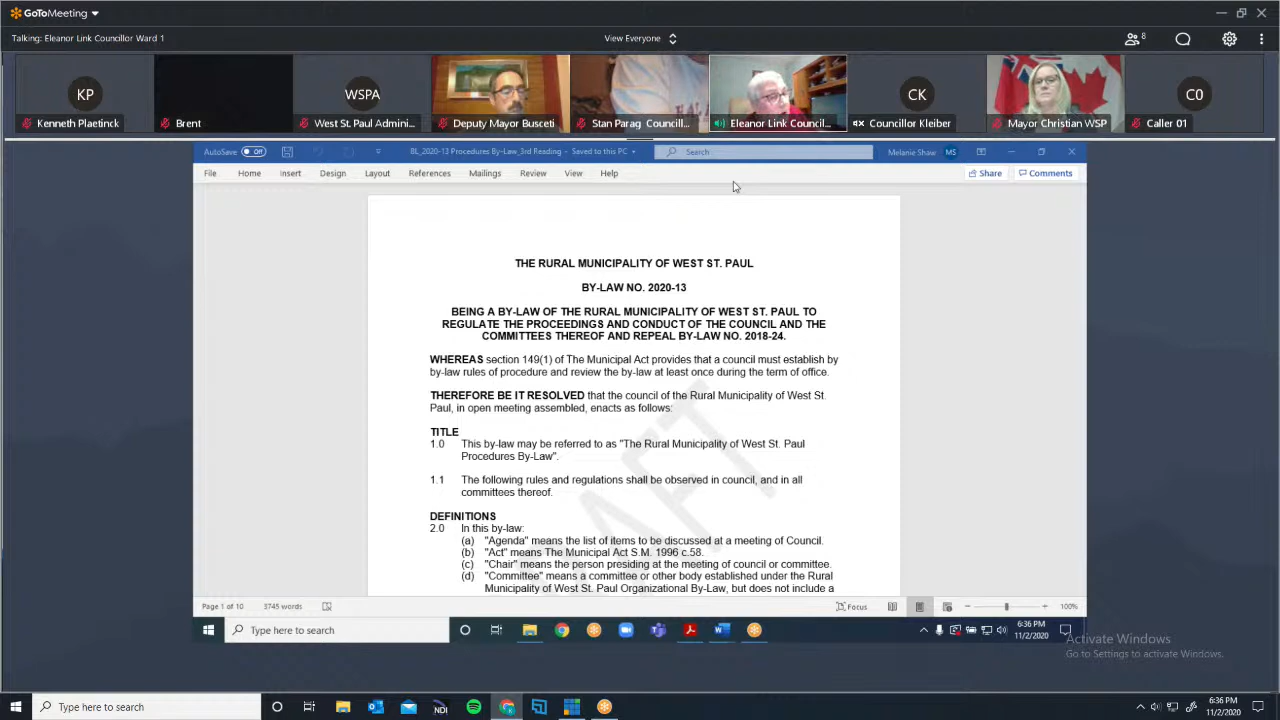 GoToMeeting
Talking: Eleanor Link Councillor Ward 1
View Everyone
8
KP
WSPA
CK
C0
Kenneth Plaetinck
Brent
West St. Paul Admini...
Deputy Mayor Busceti
Stan Parag Councill...
Eleanor Link Council...
Councillor Kleiber
Mayor Christian WSP
Caller 01
AutoSave Off
BL_2020-13 Procedures By-Law_3rd Reading - Saved to this PC
Search
Melanie Shaw MS
File Home Insert Design Layout References Mailings Review View Help
Share Comments
THE RURAL MUNICIPALITY OF WEST ST. PAUL
BY-LAW NO. 2020-13
BEING A BY-LAW OF THE RURAL MUNICIPALITY OF WEST ST. PAUL TO
REGULATE THE PROCEEDINGS AND CONDUCT OF THE COUNCIL AND THE
COMMITTEES THEREOF AND REPEAL BY-LAW NO. 2018-24.
WHEREAS section 149(1) of The Municipal Act provides that a council must establish by
by-law rules of procedure and review the by-law at least once during the term of office.
THEREFORE BE IT RESOLVED that the council of the Rural Municipality of West St.
Paul, in open meeting assembled, enacts as follows:
TITLE
1.0 This by-law may be referred to as "The Rural Municipality of West St. Paul
Procedures By-Law".
1.1 The following rules and regulations shall be observed in council, and in all
committees thereof.
DEFINITIONS
2.0 In this by-law:
(a) "Agenda" means the list of items to be discussed at a meeting of Council.
(b) "Act" means The Municipal Act S.M. 1996 c.58.
(c) "Chair" means the person presiding at the meeting of council or committee.
(d) "Committee" means a committee or other body established under the Rural
Municipality of West St. Paul Organizational By-Law, but does not include a
AFT
Page 1 of 10 3745 words
Focus
100%
Type here to search
6:36 PM
11/2/2020
Activate Windows
Go to Settings to activate Windows.
Type here to search
NDI
6:36 PM
11/2/2020